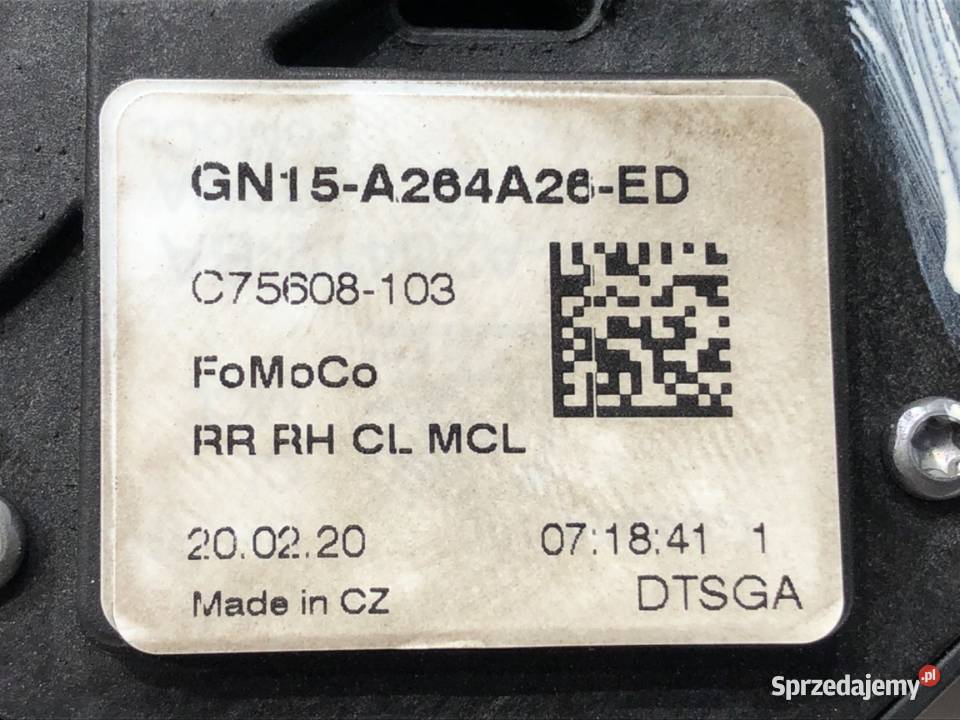 GN15-A264A26-ED
C75608-103
FoMoCo
RR RH CL MCL
20.02.20 07:18:41 1
Made in CZ DTSGA
Sprzedajemy.pl